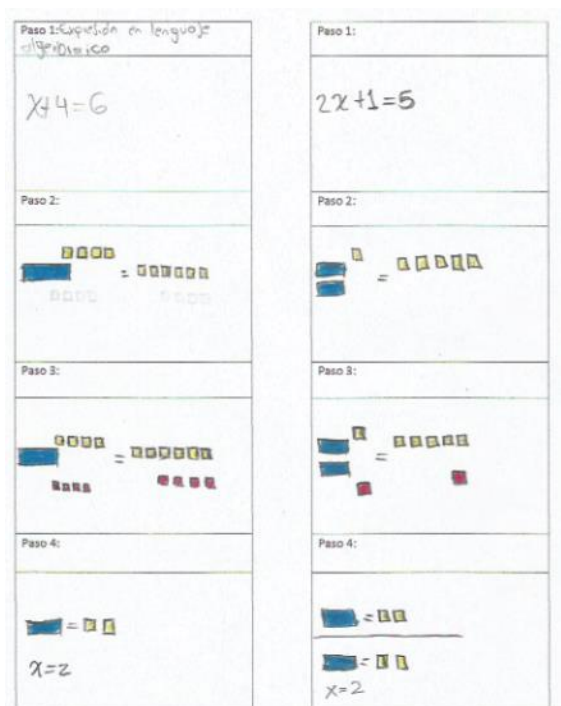 Paso 1: Expresión en lenguaje
algebraico
x+4=6
Paso 2:
=
Paso 3:
=
Paso 4:
=
x=2
Paso 1:
2x+1=5
Paso 2:
=
Paso 3:
=
Paso 4:
=
=
x=2